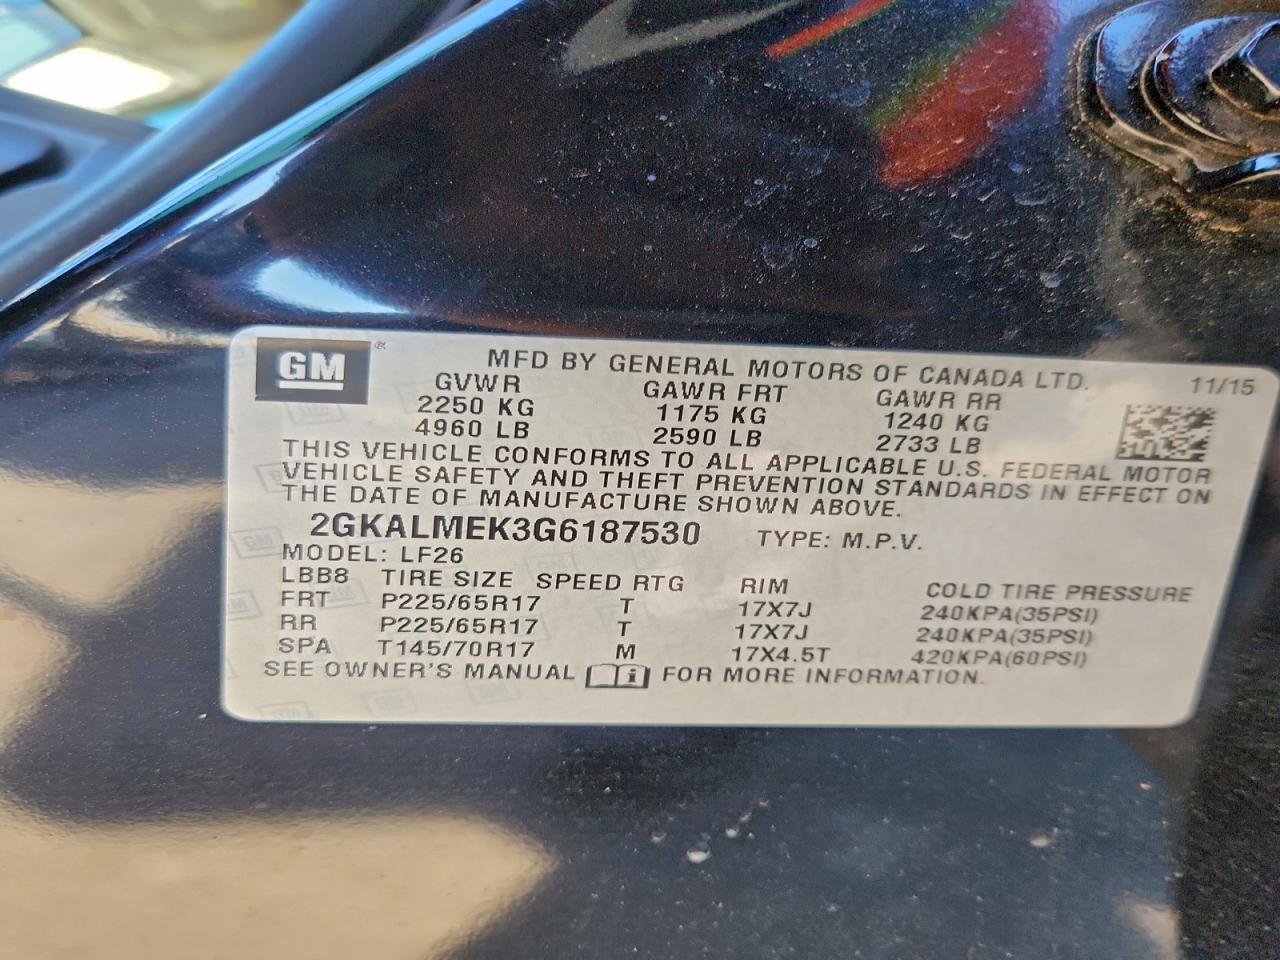 GM ®
MFD BY GENERAL MOTORS OF CANADA LTD. 11/15
GVWR GAWR FRT GAWR RR
2250 KG 1175 KG 1240 KG
4960 LB 2590 LB 2733 LB
THIS VEHICLE CONFORMS TO ALL APPLICABLE U.S. FEDERAL MOTOR
VEHICLE SAFETY AND THEFT PREVENTION STANDARDS IN EFFECT ON
THE DATE OF MANUFACTURE SHOWN ABOVE.
2GKALMEK3G6187530 TYPE: M.P.V.
MODEL: LF26
LBB8 TIRE SIZE SPEED RTG RIM COLD TIRE PRESSURE
FRT P225/65R17 T 17X7J 240KPA(35PSI)
RR P225/65R17 T 17X7J 240KPA(35PSI)
SPA T145/70R17 M 17X4.5T 420KPA(60PSI)
SEE OWNER'S MANUAL i FOR MORE INFORMATION.